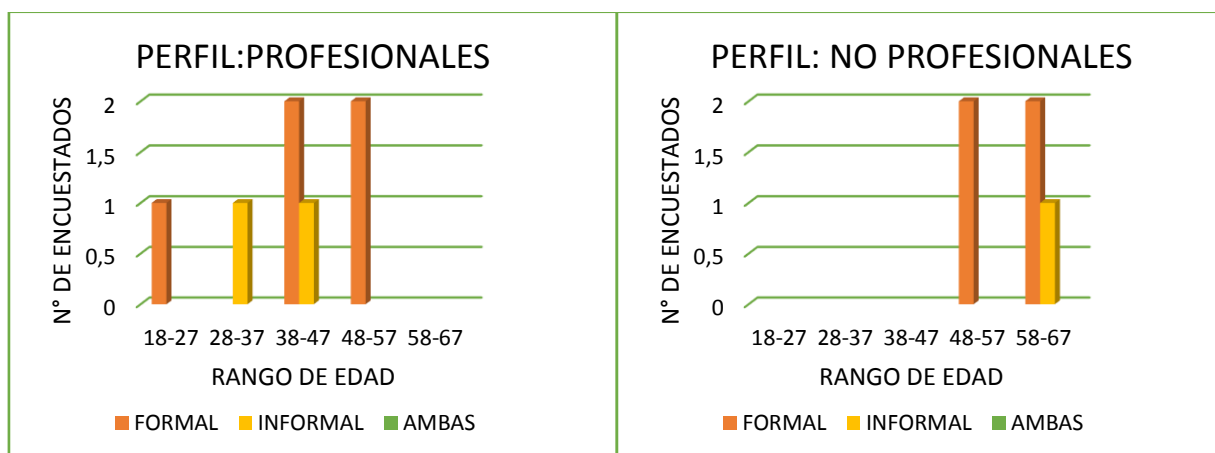 PERFIL:PROFESIONALES
N° DE ENCUESTADOS
2
1,5
1
0,5
0
18-27 28-37 38-47 48-57 58-67
RANGO DE EDAD
FORMAL INFORMAL AMBAS
PERFIL: NO PROFESIONALES
N° DE ENCUESTADOS
2
1,5
1
0,5
0
18-27 28-37 38-47 48-57 58-67
RANGO DE EDAD
FORMAL INFORMAL AMBAS